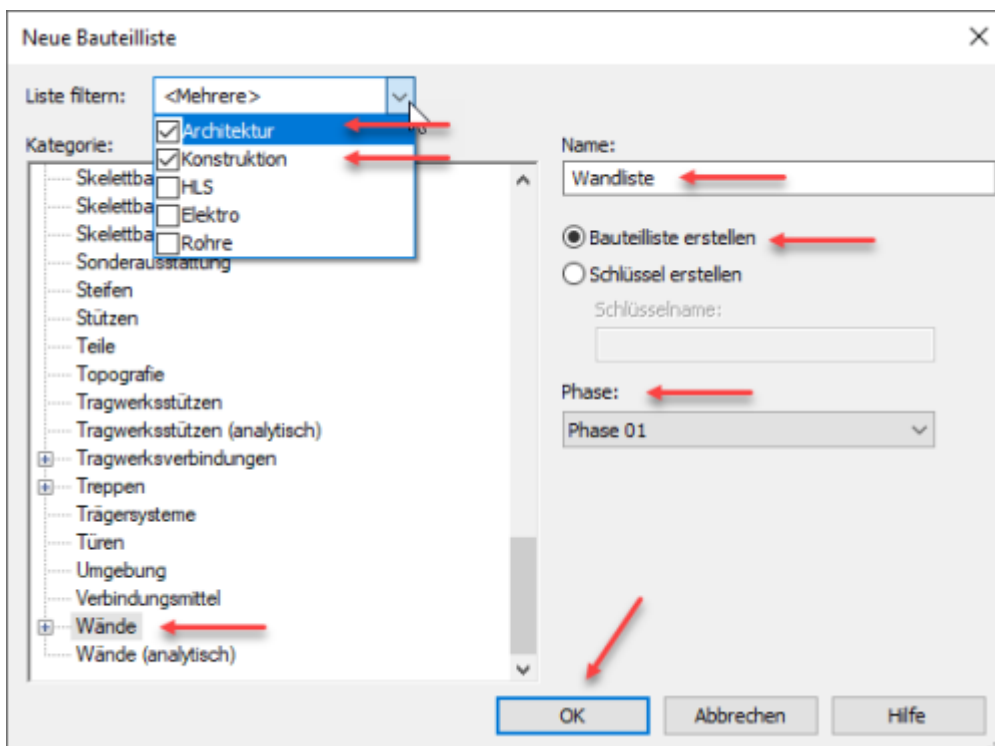 Neue Bauteilliste
Liste filtern:
<Mehrere>
Architektur
Konstruktion
HLS
Elektro
Rohre
Kategorie:
Skelettba
Skelettba
Skelettba
Sonderausstattung
Steifen
Stützen
Teile
Topografie
Tragwerksstützen
Tragwerksstützen (analytisch)
Tragwerksverbindungen
Treppen
Trägersysteme
Türen
Umgebung
Verbindungsmittel
Wände
Wände (analytisch)
Name:
Wandliste
Bauteilliste erstellen
Schlüssel erstellen
Schlüsselname:
Phase:
Phase 01
OK
Abbrechen
Hilfe